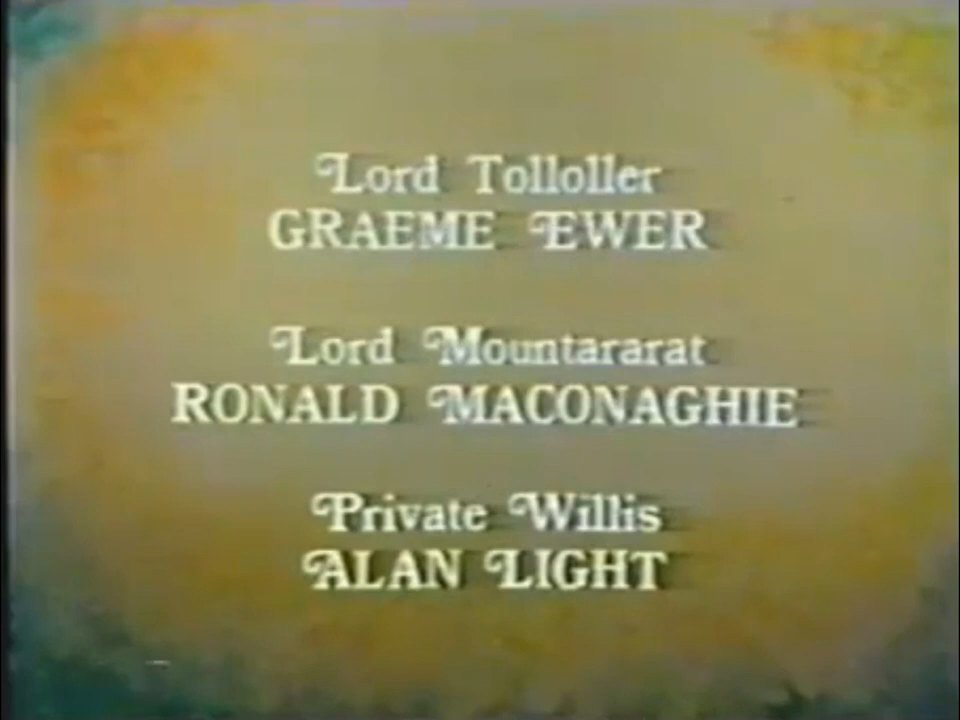 Lord Tolloller
GRAEME EWER
Lord Mountararat
RONALD MACONAGHIE
Private Willis
ALAN LIGHT